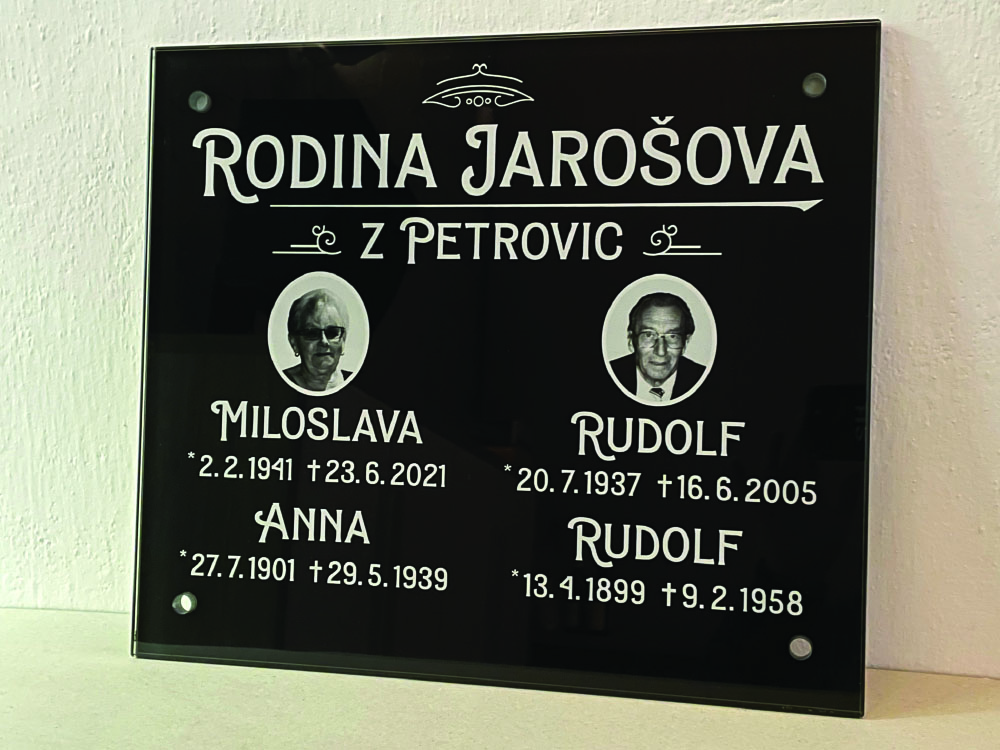 RODINA JAROŠOVA
Z PETROVIC
MILOSLAVA
*2.2.1941 †23.6.2021
RUDOLF
*20.7.1937 †16.6.2005
ANNA
*27.7.1901 †29.5.1939
RUDOLF
*13.4.1899 †9.2.1958